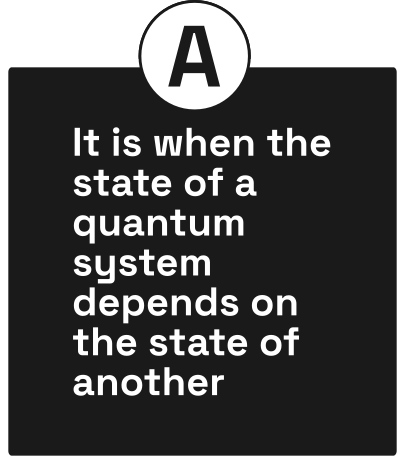 A
It is when the
state of a
quantum
system
depends on
the state of
another